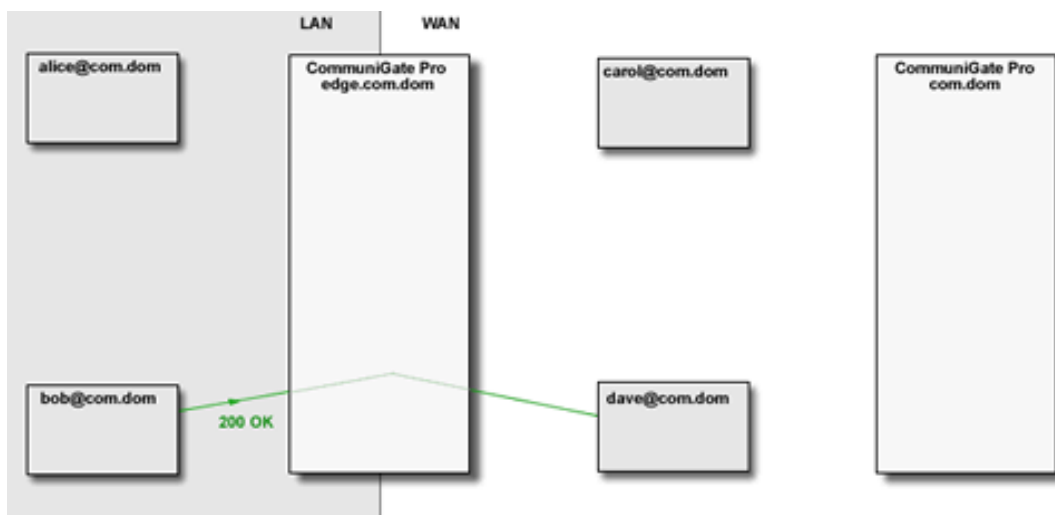 LAN
WAN
alice@com.dom
CommuniGate Pro
edge.com.dom
carol@com.dom
CommuniGate Pro
com.dom
bob@com.dom
200 OK
dave@com.dom